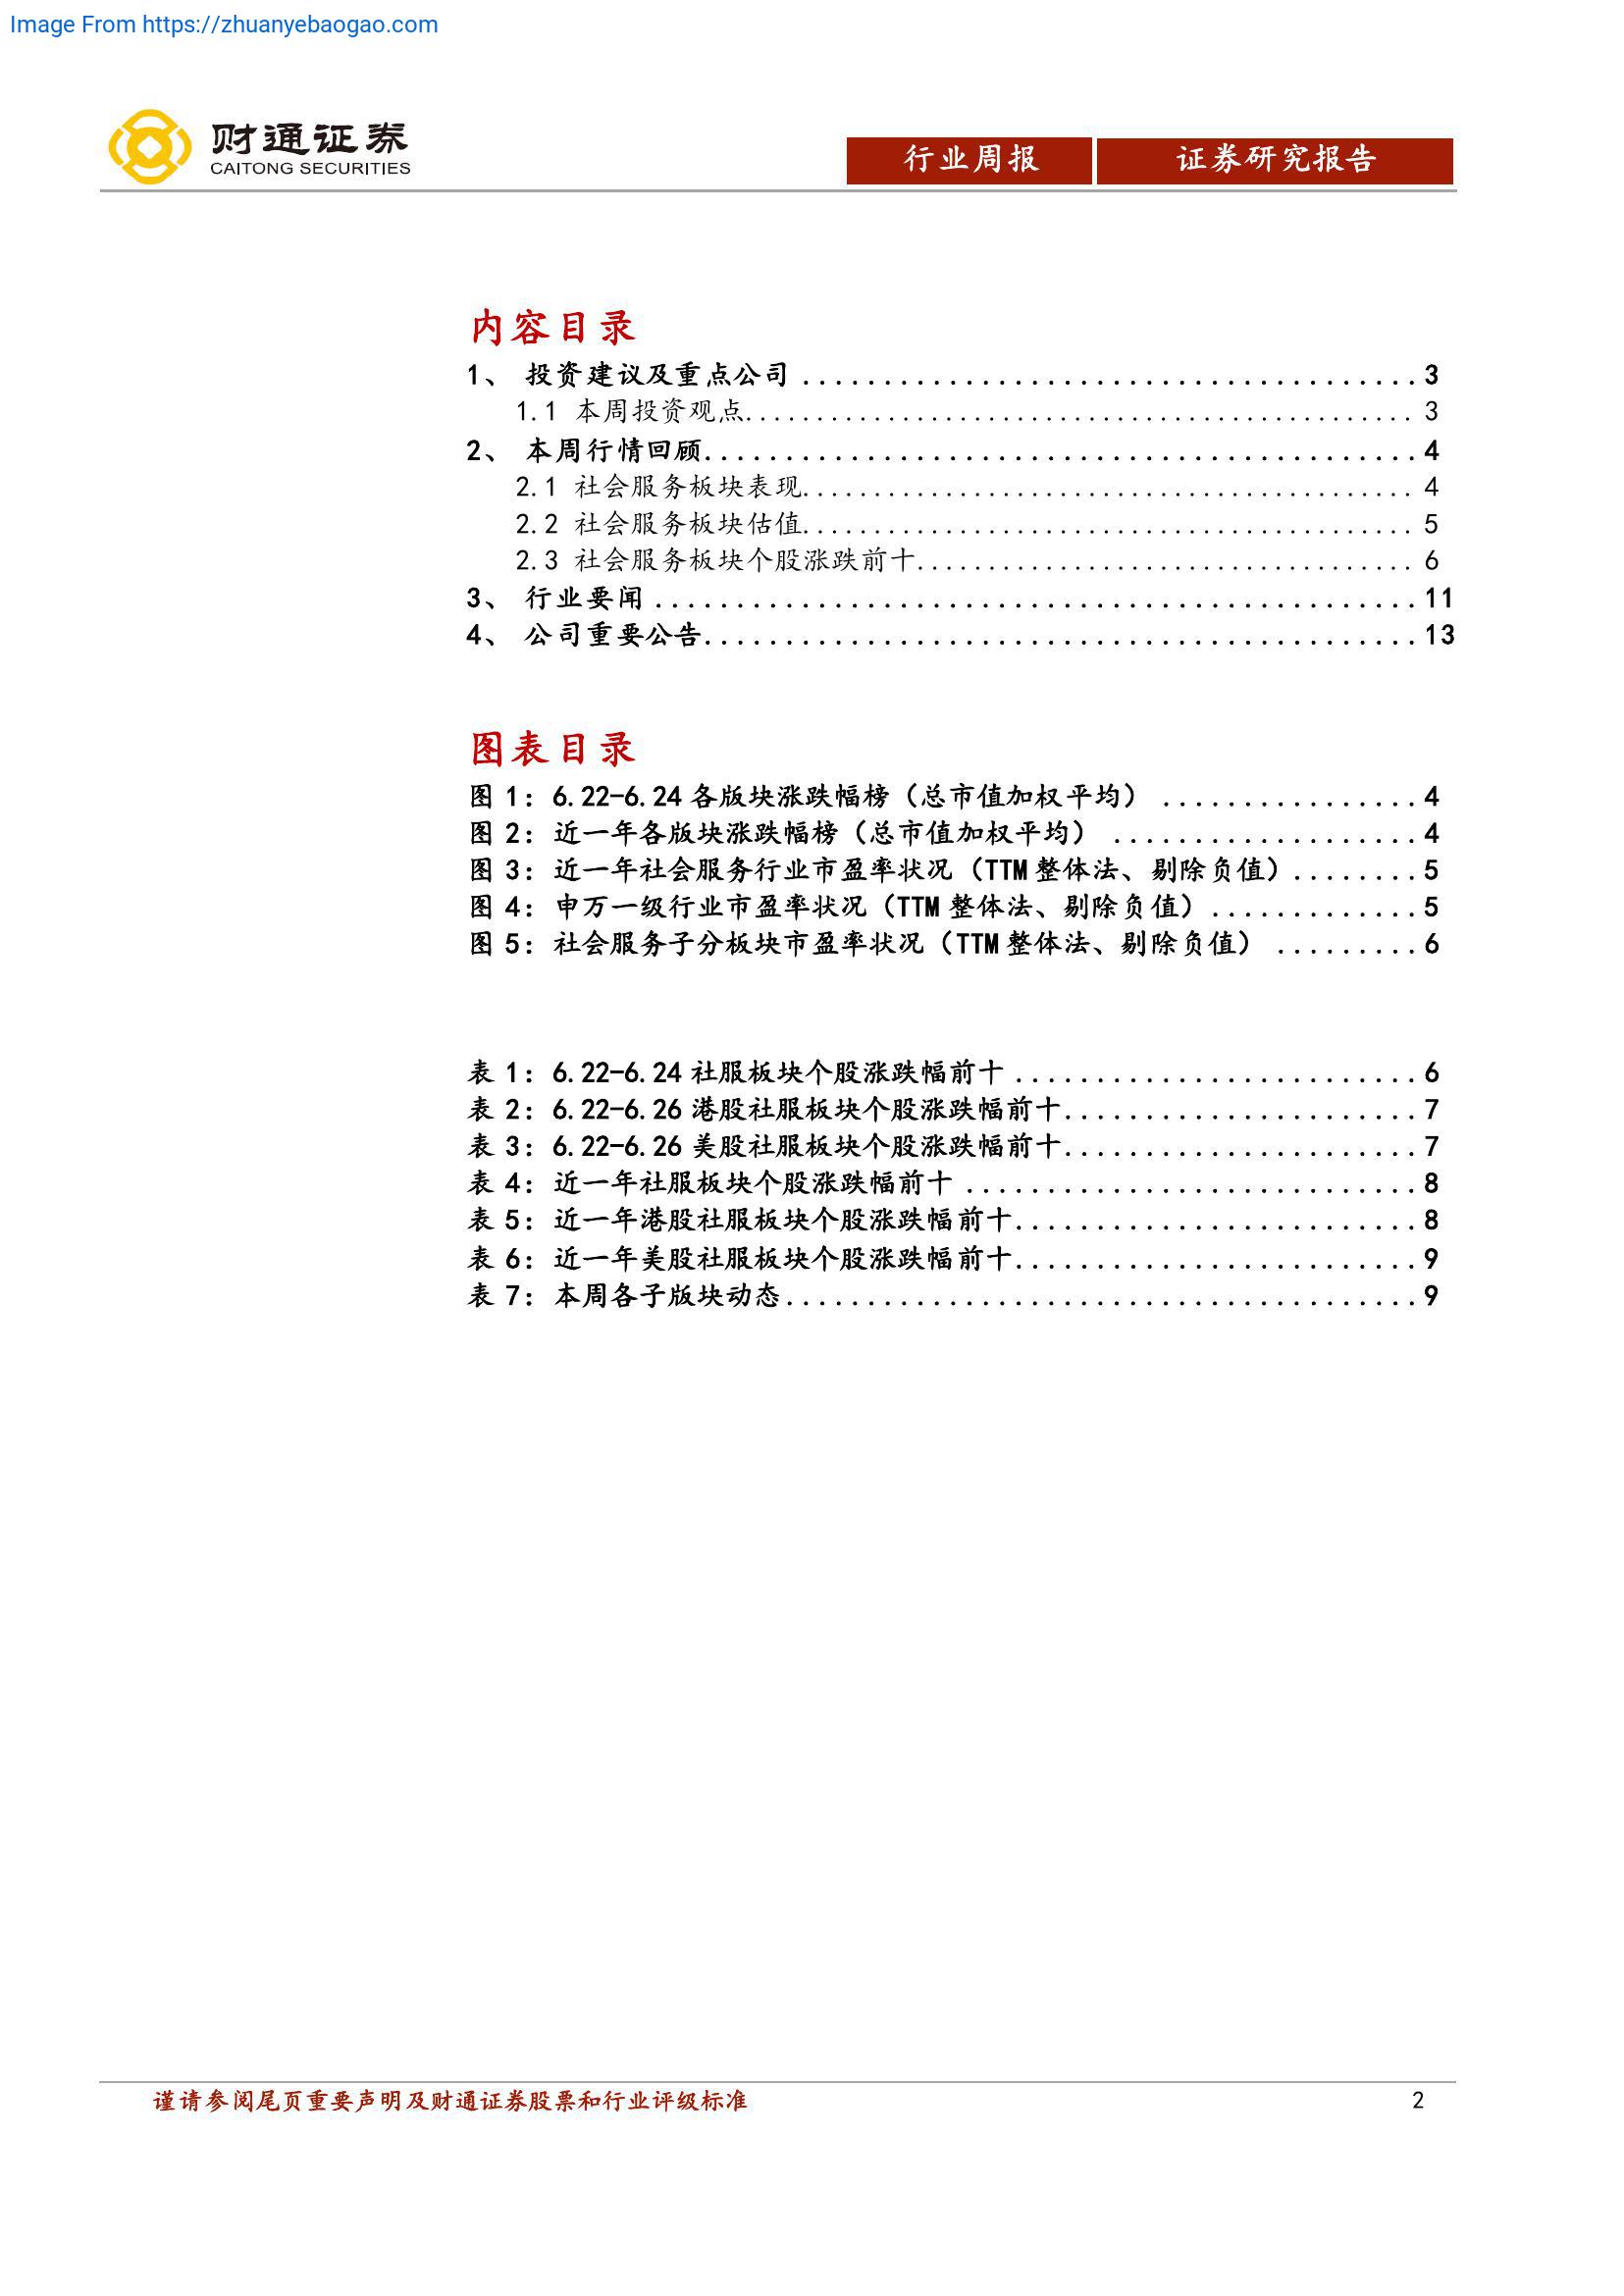 Image From https://zhuanyebaogao.com
财通证券
CAITONG SECURITIES
行业周报 证券研究报告
内容目录
1、 投资建议及重点公司 ...................................... 3
1.1 本周投资观点............................................... 3
2、 本周行情回顾............................................ 4
2.1 社会服务板块表现........................................... 4
2.2 社会服务板块估值........................................... 5
2.3 社会服务板块个股涨跌前十................................... 6
3、 行业要闻 ............................................... 11
4、 公司重要公告............................................ 13
图表目录
图 1：6.22-6.24 各版块涨跌幅榜（总市值加权平均） ................ 4
图 2：近一年各版块涨跌幅榜（总市值加权平均） ................... 4
图 3：近一年社会服务行业市盈率状况（TTM 整体法、剔除负值）........ 5
图 4：申万一级行业市盈率状况（TTM 整体法、剔除负值）............. 5
图 5：社会服务子分板块市盈率状况（TTM 整体法、剔除负值） ......... 6
表 1：6.22-6.24 社服板块个股涨跌幅前十 ......................... 6
表 2：6.22-6.26 港股社服板块个股涨跌幅前十...................... 7
表 3：6.22-6.26 美股社服板块个股涨跌幅前十...................... 7
表 4：近一年社服板块个股涨跌幅前十 ............................ 8
表 5：近一年港股社服板块个股涨跌幅前十......................... 8
表 6：近一年美股社服板块个股涨跌幅前十......................... 9
表 7：本周各子版块动态....................................... 9
谨请参阅尾页重要声明及财通证券股票和行业评级标准 2